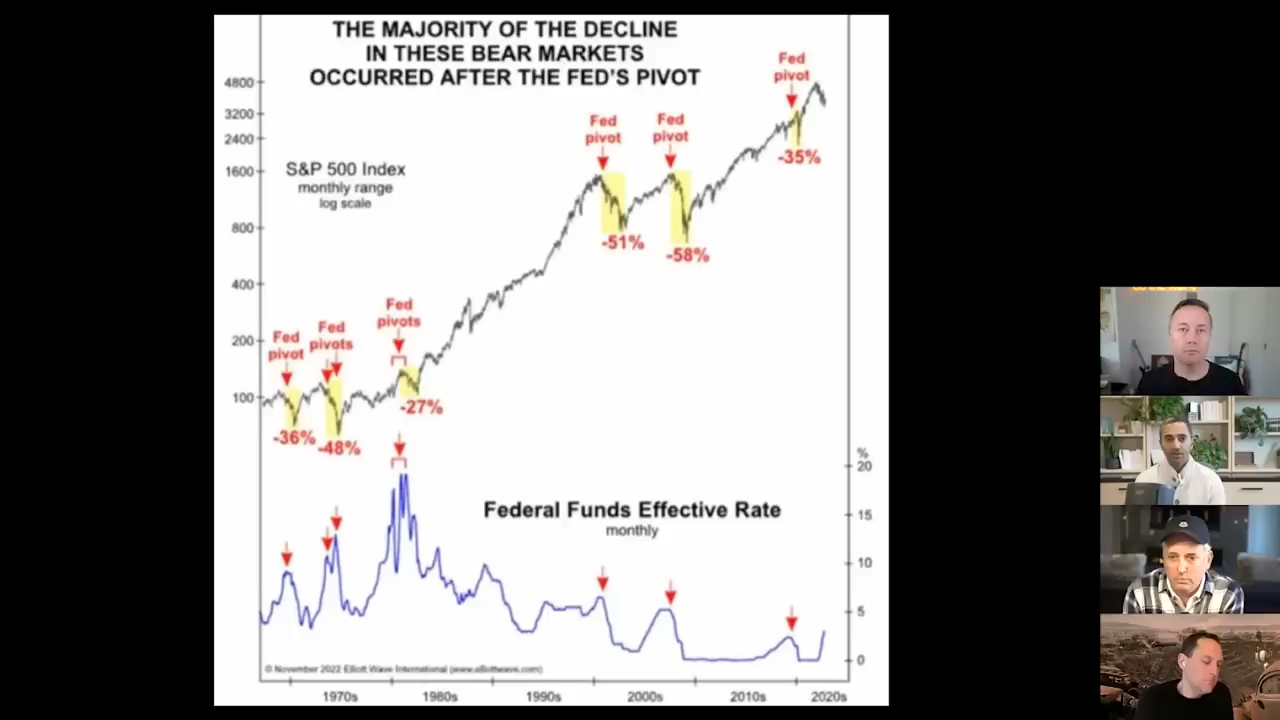 THE MAJORITY OF THE DECLINE
IN THESE BEAR MARKETS
OCCURRED AFTER THE FED'S PIVOT
Fed
pivot
4800
3200
2400
1600
800
400
200
100
S&P 500 Index
monthly range
log scale
Fed
pivot
Fed
pivot
-35%
-51%
-58%
Fed
pivots
Fed
pivot
Fed
pivots
-27%
-36%
-48%
%
20
15
10
5
0
Federal Funds Effective Rate
monthly
© November 2022 Elliott Wave International (www.elliottwave.com)
1970s
1980s
1990s
2000s
2010s
2020s